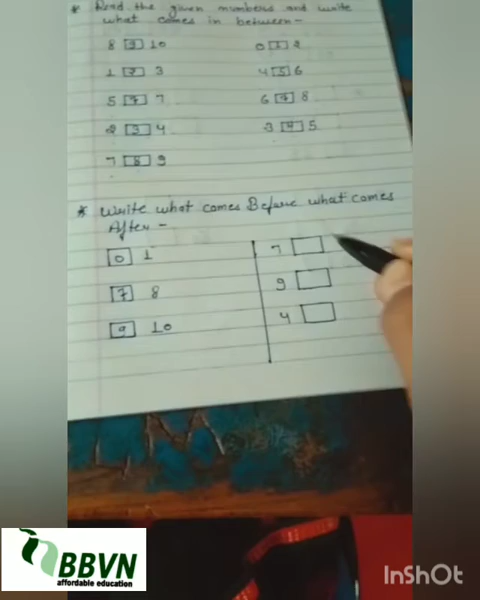 * Read the given numbers and write
what comes in between-
8 9 10 0 1 2
1 2 3 4 5 6
5 7 7 6 7 8
2 3 4 3 4 5
7 8 9
* Write what comes Before what comes
After -
0 1 7
7 8 9
9 10 4
BBVN
affordable education
InShOt